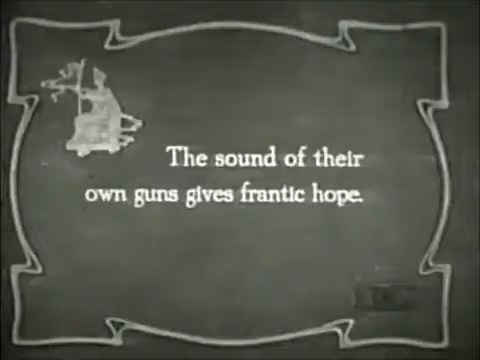 The sound of their
own guns gives frantic hope.